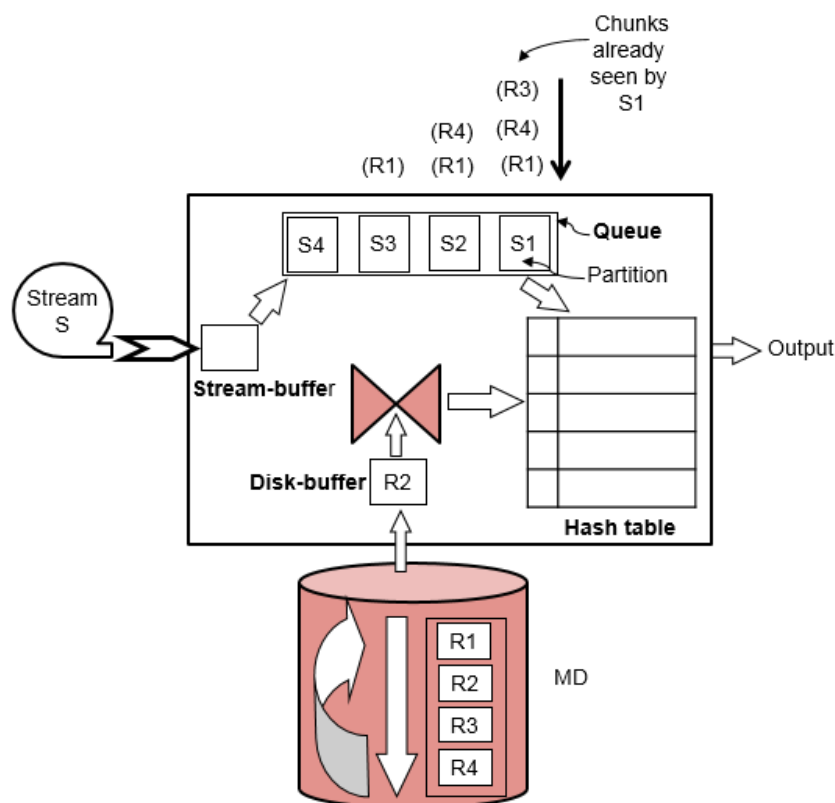 Chunks
already
seen by
S1
(R3)
(R4) (R4)
(R1) (R1) (R1)
S4 S3 S2 S1
Queue
Partition
Stream
S
Stream-buffer
Output
Disk-buffer R2
Hash table
R1
R2
R3
R4
MD